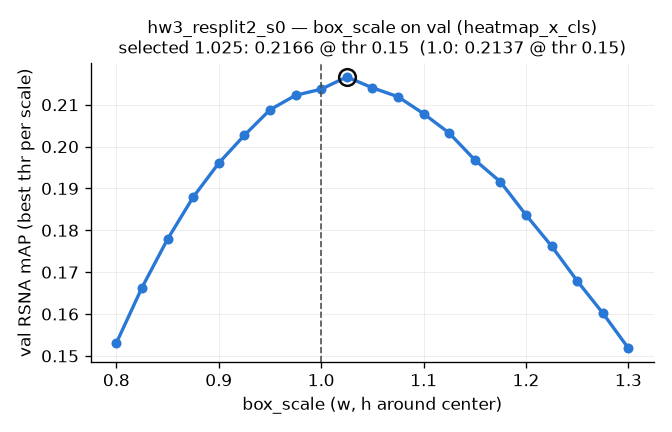 hw3_resplit2_s0 — box_scale on val (heatmap_x_cls)
selected 1.025: 0.2166 @ thr 0.15  (1.0: 0.2137 @ thr 0.15)
val RSNA mAP (best thr per scale)
0.21
0.20
0.19
0.18
0.17
0.16
0.15
0.8 0.9 1.0 1.1 1.2 1.3
box_scale (w, h around center)